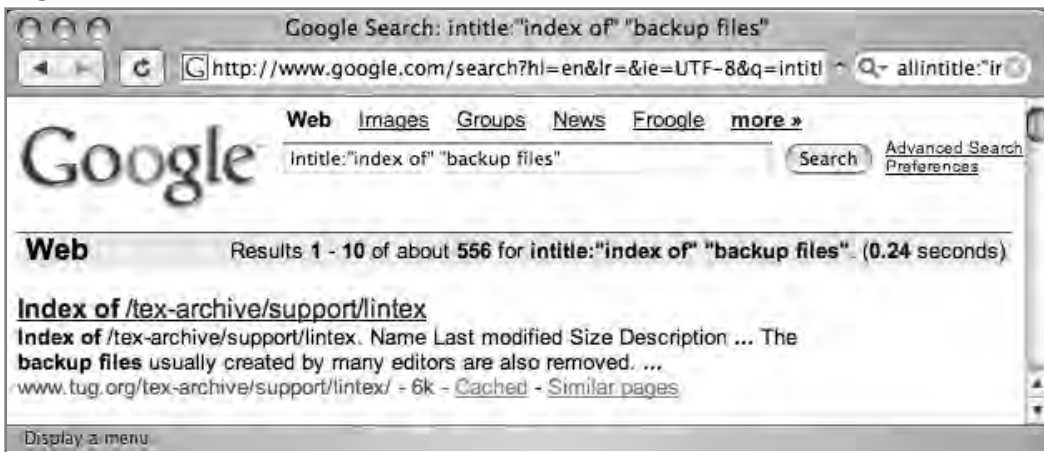 Google Search: intitle:"index of" "backup files"
G http://www.google.com/search?hl=en&lr=&ie=UTF-8&q=intitl allintitle:"ir
Web Images Groups News Froogle more »
Google
Intitle:"index of" "backup files" Search Advanced Search
Preferences
Web Results 1 - 10 of about 556 for intitle:"index of" "backup files". (0.24 seconds)
Index of /tex-archive/support/lintex
Index of /tex-archive/support/lintex. Name Last modified Size Description ... The
backup files usually created by many editors are also removed. ...
www.tug.org/tex-archive/support/lintex/ - 6k - Cached - Similar pages
Display a menu